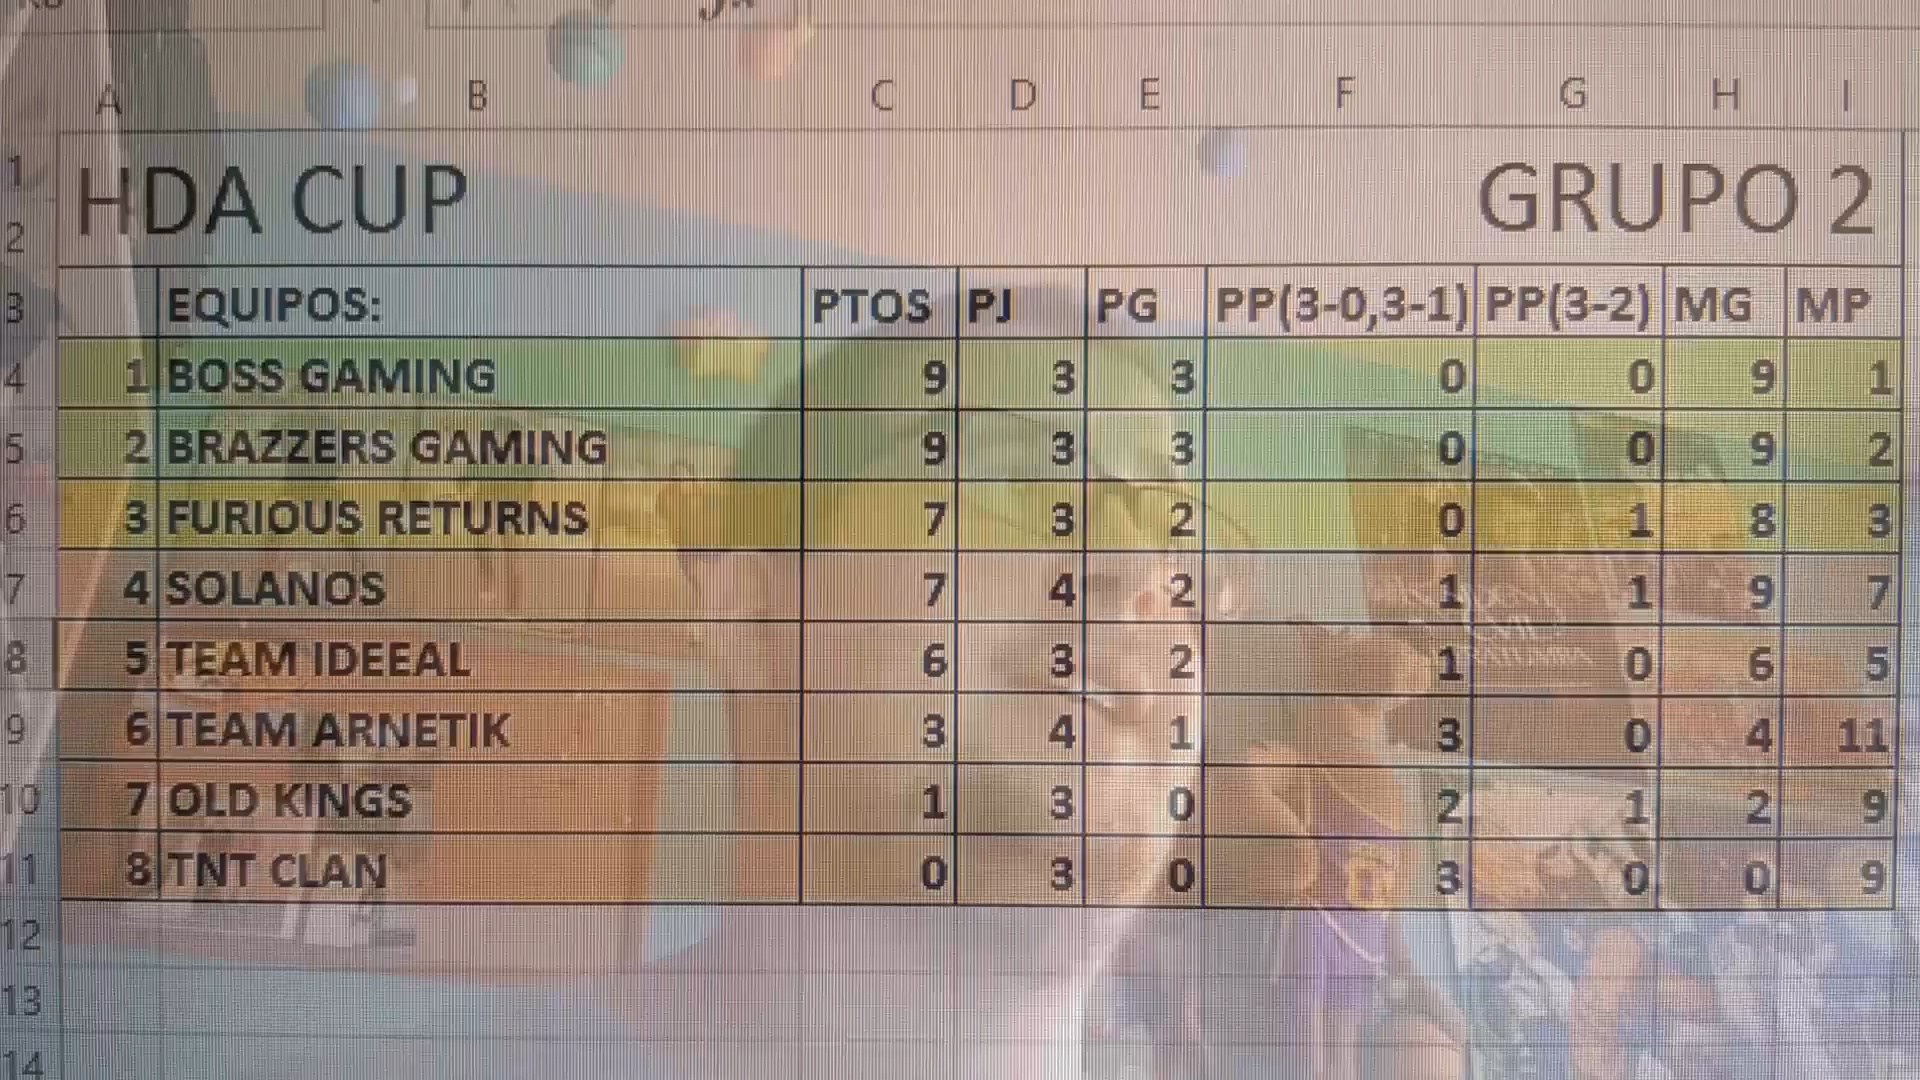 A B C D E F G H I
1 HDA CUP GRUPO 2
2
3 EQUIPOS: PTOS PJ PG PP(3-0,3-1) PP(3-2) MG MP
4 1 BOSS GAMING 9 3 3 0 0 9 1
5 2 BRAZZERS GAMING 9 3 3 0 0 9 2
6 3 FURIOUS RETURNS 7 3 2 0 1 8 3
7 4 SOLANOS 7 4 2 1 1 9 7
8 5 TEAM IDEEAL 6 3 2 1 0 6 5
9 6 TEAM ARNETIK 3 4 1 3 0 4 11
10 7 OLD KINGS 1 3 0 2 1 2 9
11 8 TNT CLAN 0 3 0 3 0 0 9
12
13
14